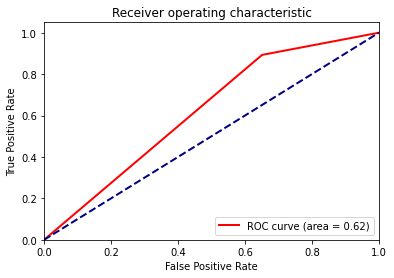 Receiver operating characteristic
True Positive Rate
1.0
0.8
0.6
0.4
0.2
0.0
ROC curve (area = 0.62)
0.0 0.2 0.4 0.6 0.8 1.0
False Positive Rate